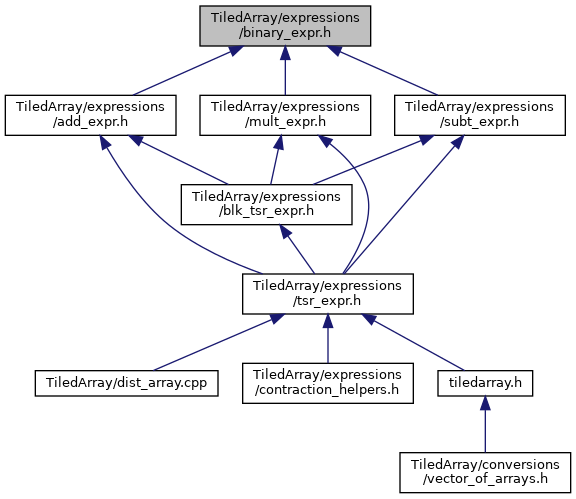 TiledArray/expressions
/binary_expr.h
TiledArray/expressions
/add_expr.h
TiledArray/expressions
/mult_expr.h
TiledArray/expressions
/subt_expr.h
TiledArray/expressions
/blk_tsr_expr.h
TiledArray/expressions
/tsr_expr.h
TiledArray/dist_array.cpp
TiledArray/expressions
/contraction_helpers.h
tiledarray.h
TiledArray/conversions
/vector_of_arrays.h